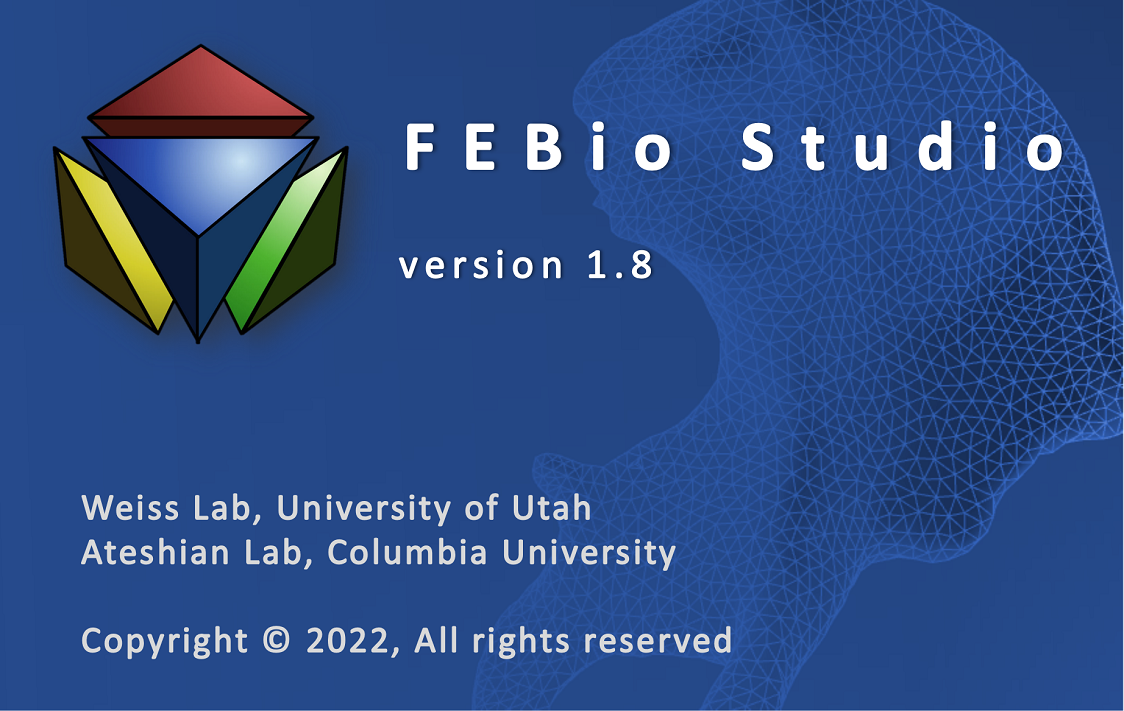 FEBio Studio
version 1.8
Weiss Lab, University of Utah
Ateshian Lab, Columbia University
Copyright © 2022, All rights reserved